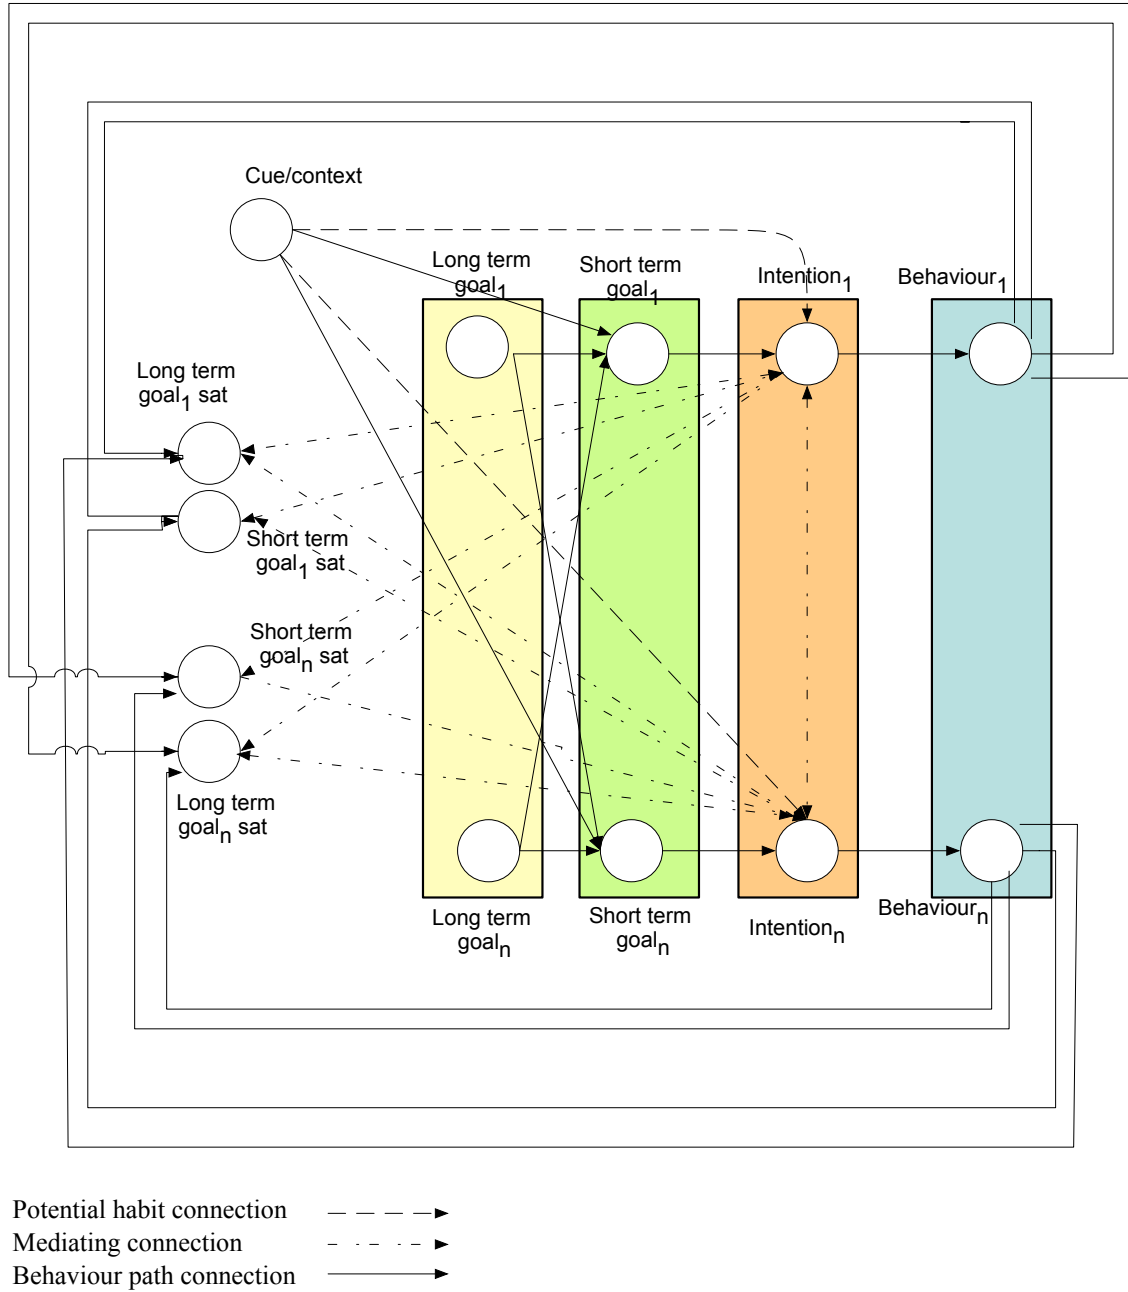 Cue/context
Long term
goal1
Short term
goal1
Intention1
Behaviour1
Long term
goal1 sat
Short term
goal1 sat
Short term
goaln sat
Long term
goaln sat
Long term
goaln
Short term
goaln
Intentionn
Behaviourn
Potential habit connection
Mediating connection
Behaviour path connection